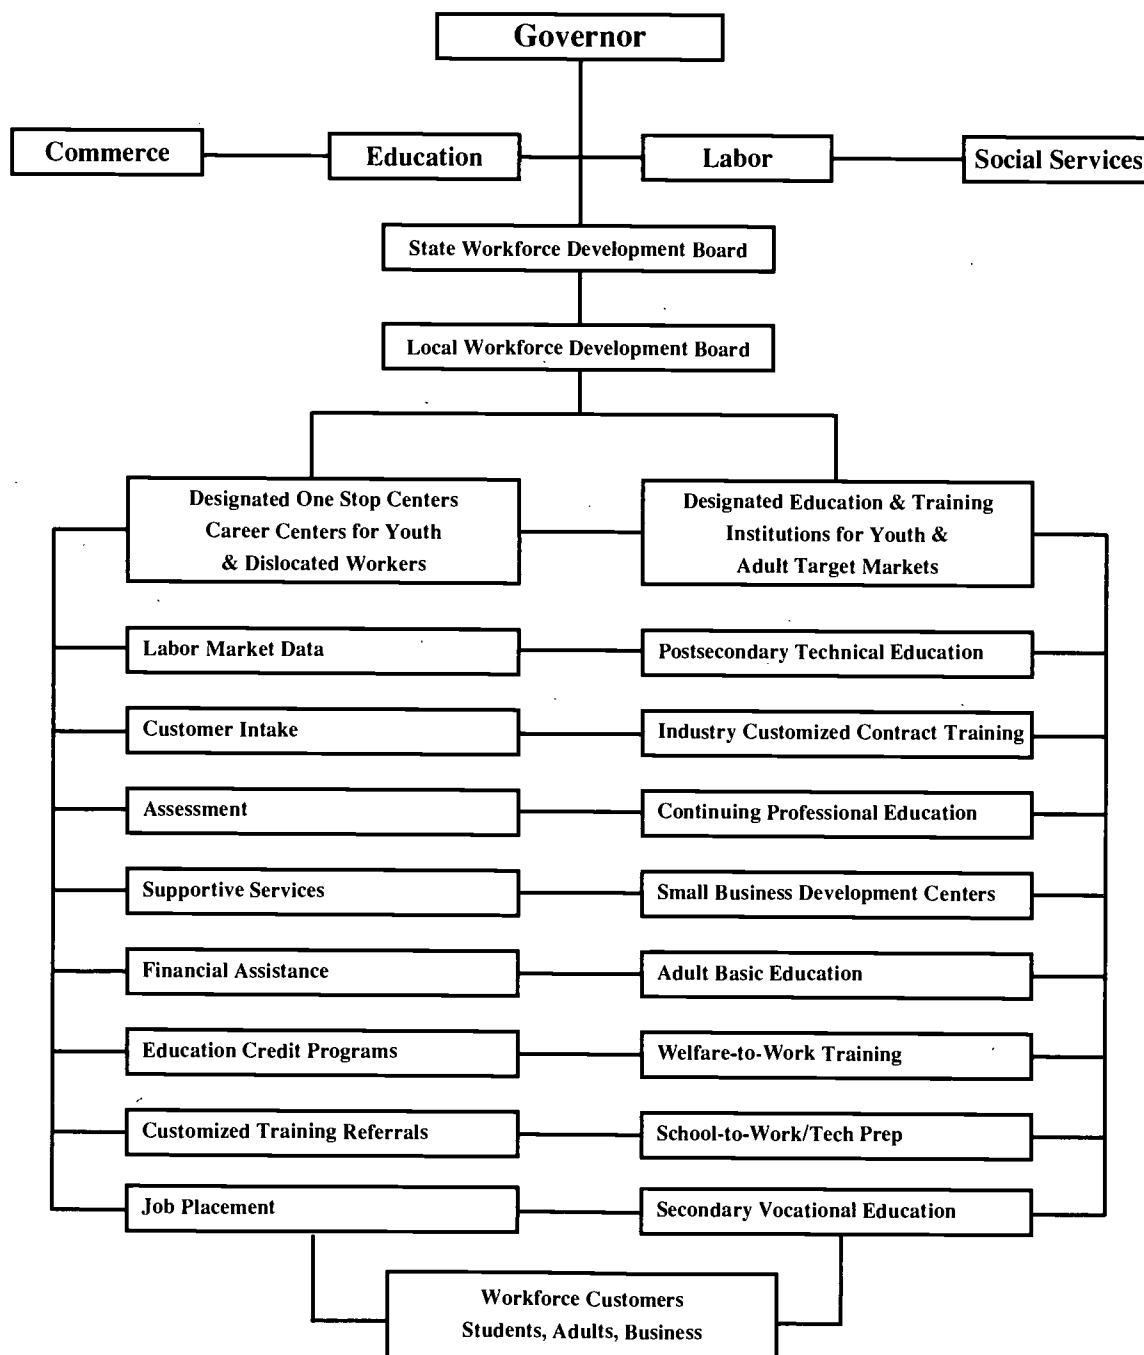 Governor
Commerce
Education
Labor
Social Services
State Workforce Development Board
Local Workforce Development Board
Designated One Stop Centers
Career Centers for Youth
& Dislocated Workers
Designated Education & Training
Institutions for Youth &
Adult Target Markets
Labor Market Data
Postsecondary Technical Education
Customer Intake
Industry Customized Contract Training
Assessment
Continuing Professional Education
Supportive Services
Small Business Development Centers
Financial Assistance
Adult Basic Education
Education Credit Programs
Welfare-to-Work Training
Customized Training Referrals
School-to-Work/Tech Prep
Job Placement
Secondary Vocational Education
Workforce Customers
Students, Adults, Business